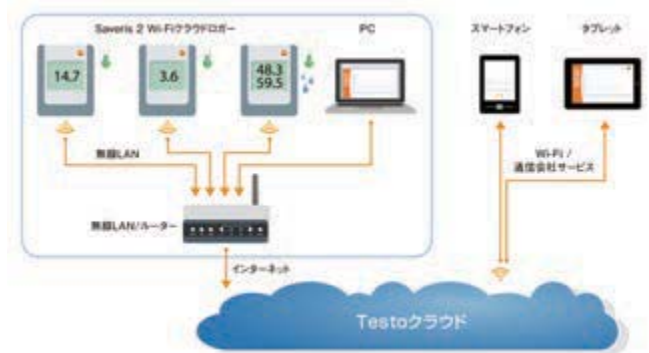 Saveris 2 Wi-Fiクラウドロガー
PC
スマートフォン
タブレット
14.7
3.6
48.3
59.5
無線LAN
Wi-Fi /
通信会社サービス
無線LAN/ルーター
インターネット
Testoクラウド